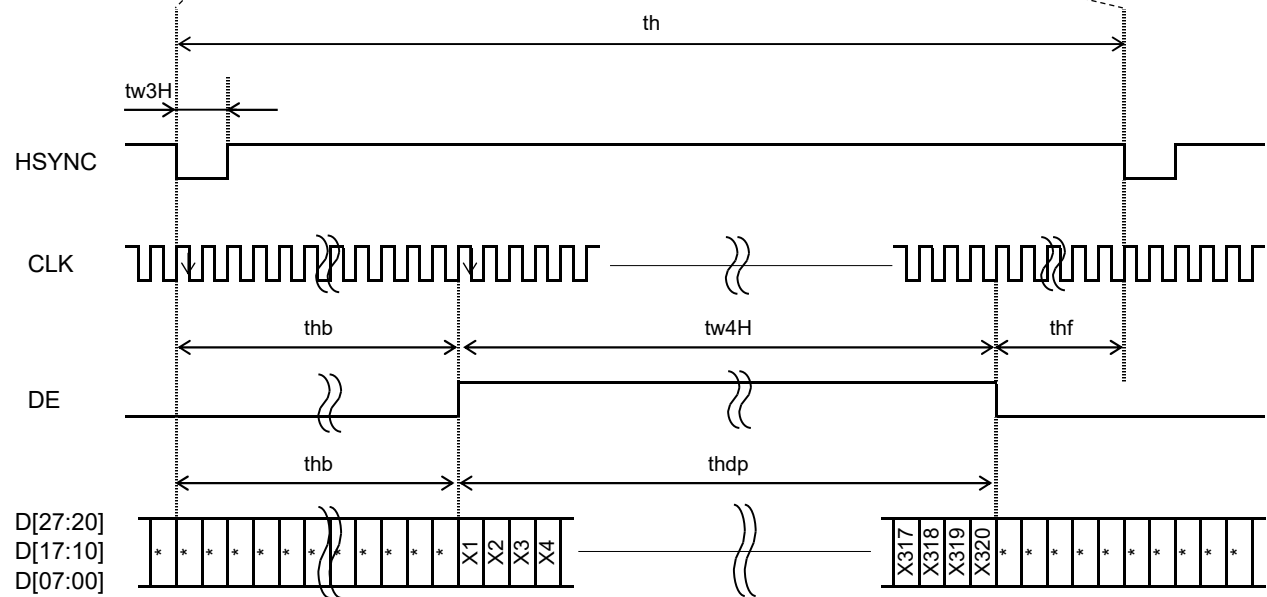 th
tw3H
HSYNC
CLK
thb tw4H thf
DE
thb thdp
D[27:20]
D[17:10]
D[07:00]
* * * * * * * * * * * * X1 X2 X3 X4 X317 X318 X319 X320 * * * * * * * * * *